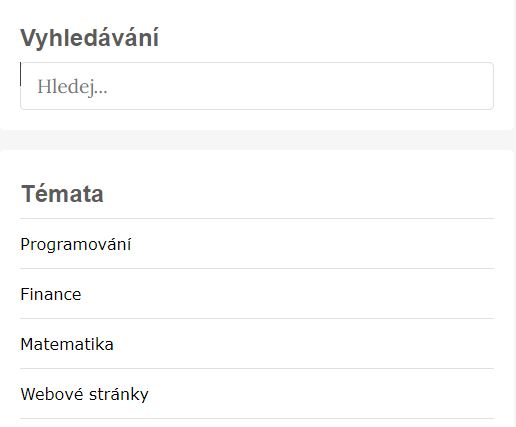 Vyhledávání
Hledej...
Témata
Programování
Finance
Matematika
Webové stránky